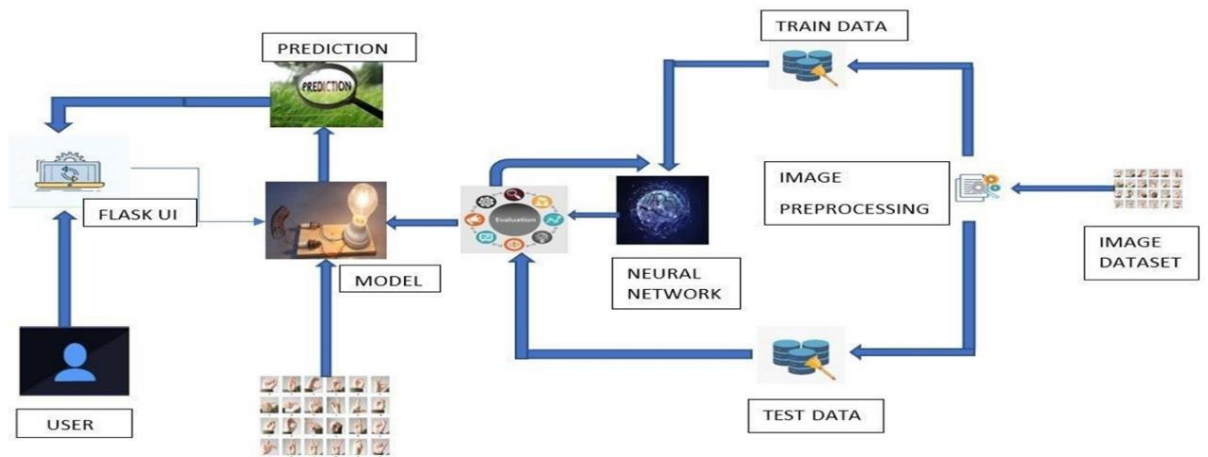 TRAIN DATA
PREDICTION
PREDICTION
IMAGE
PREPROCESSING
FLASK UI
Evaluation
MODEL
NEURAL
NETWORK
IMAGE
DATASET
USER
TEST DATA